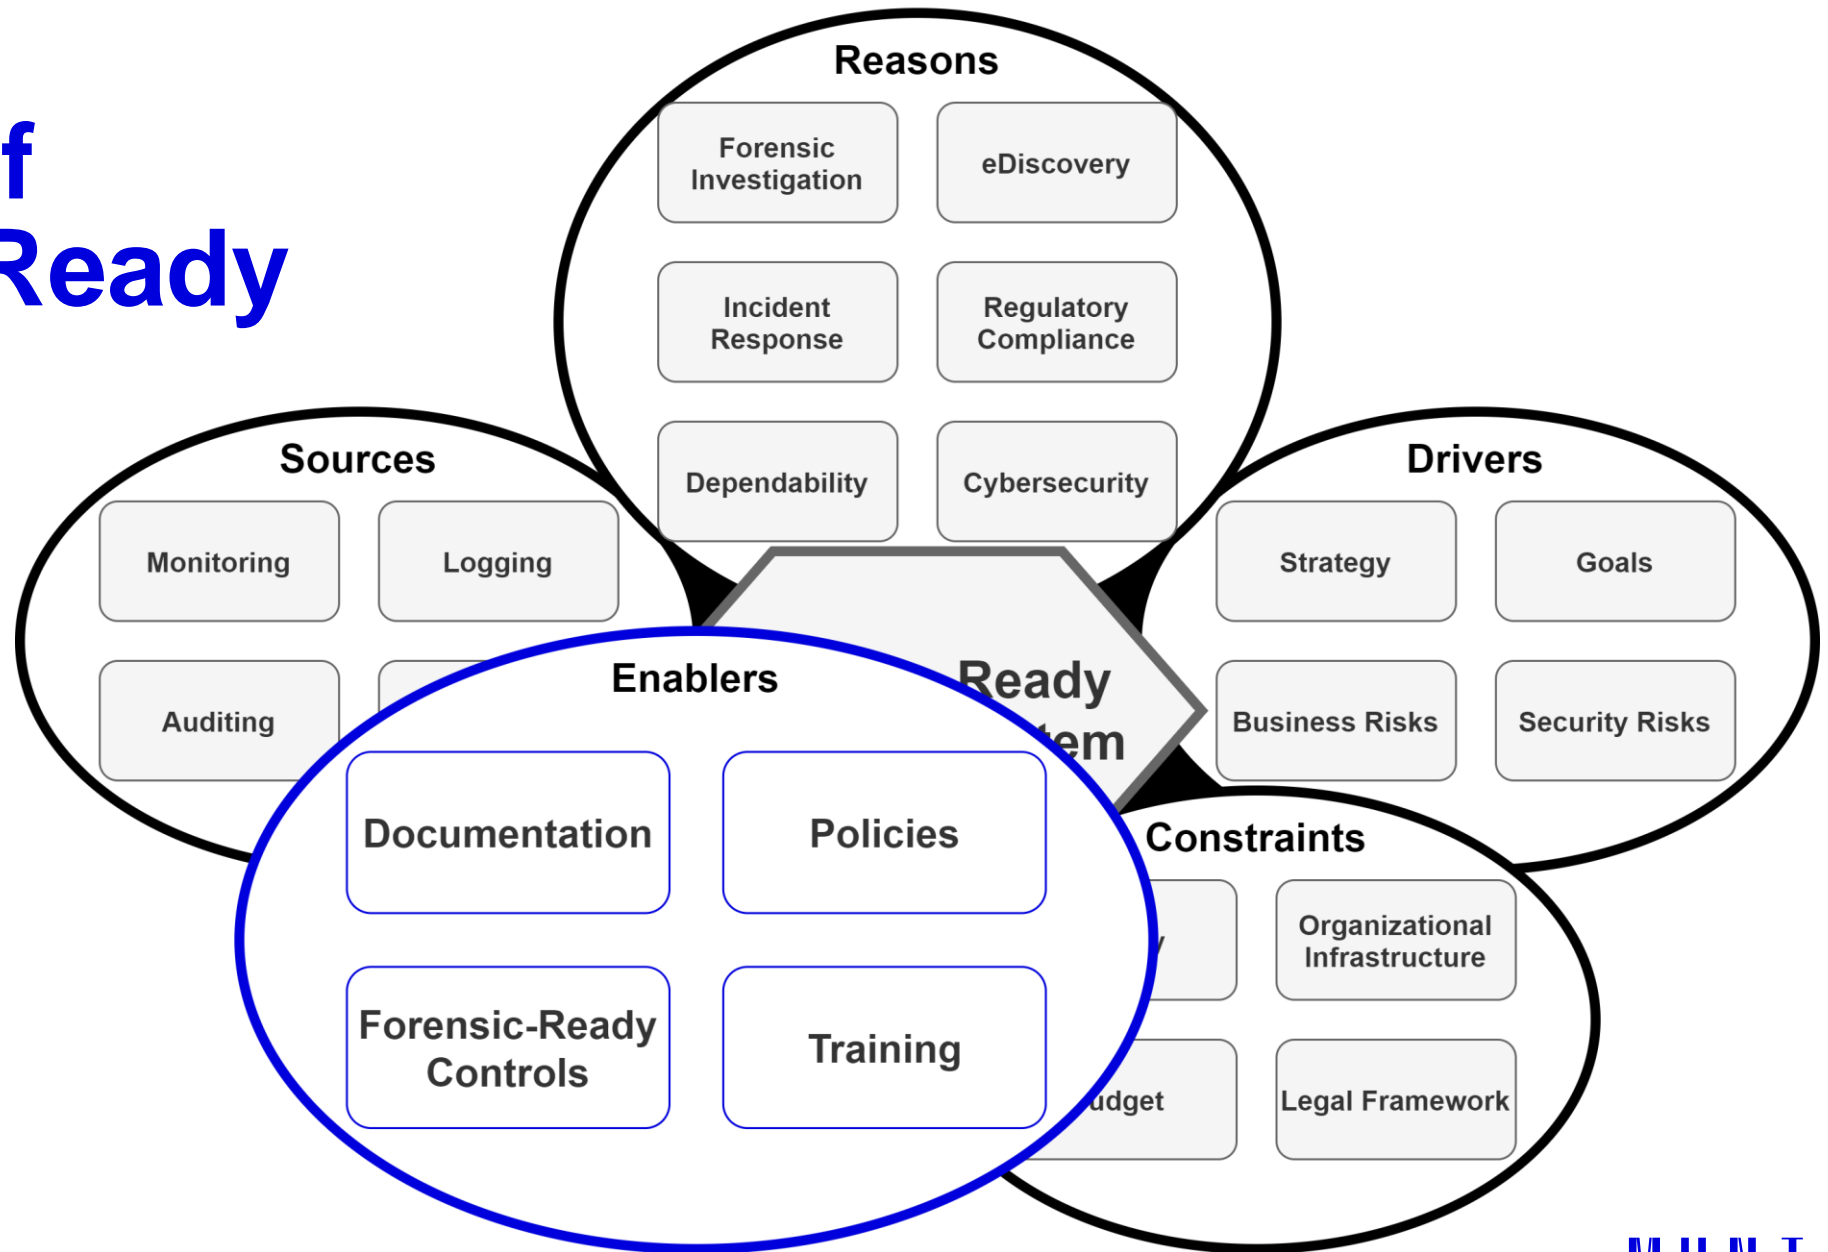 f
Ready
Reasons
Forensic
Investigation
eDiscovery
Incident
Response
Regulatory
Compliance
Dependability
Cybersecurity
Sources
Monitoring
Logging
Auditing
Drivers
Strategy
Goals
Business Risks
Security Risks
Ready
tem
Enablers
Documentation
Policies
Forensic-Ready
Controls
Training
Constraints
y
Organizational
Infrastructure
udget
Legal Framework